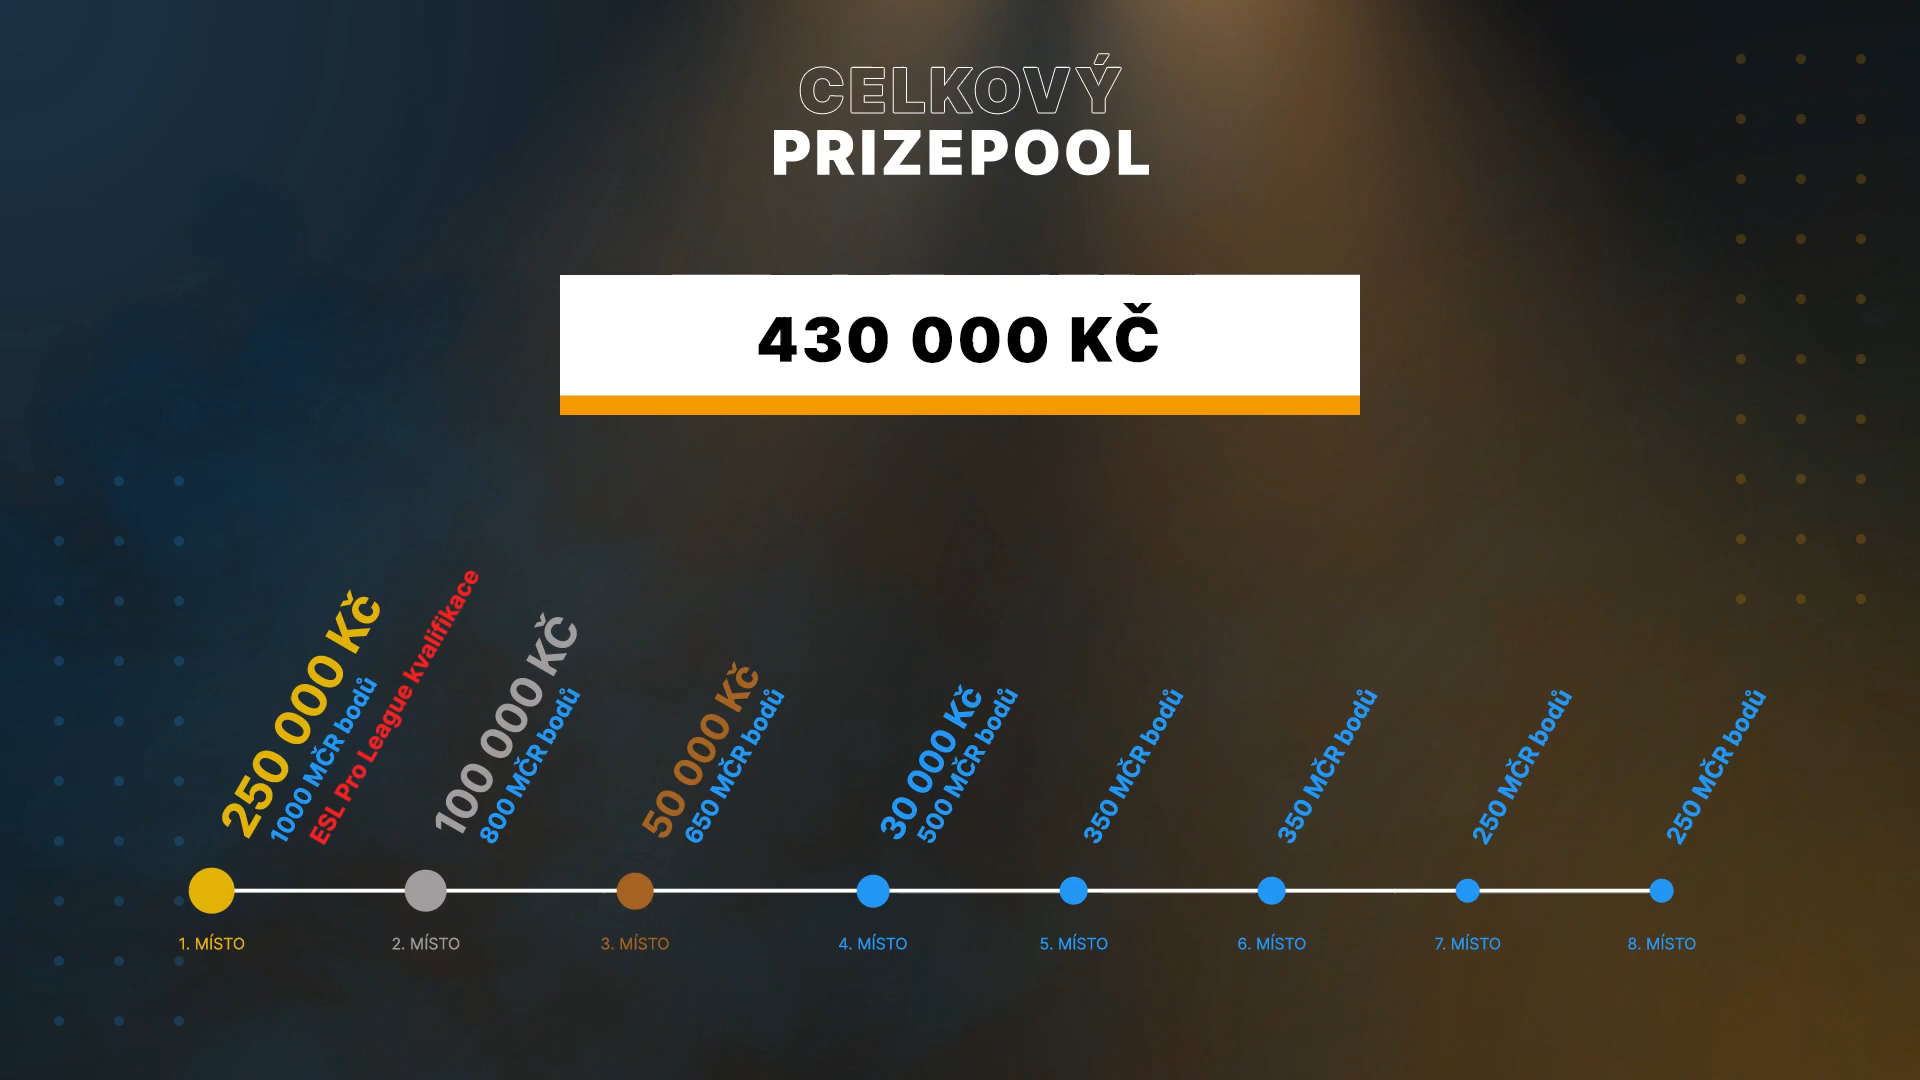 CELKOVÝ
PRIZEPOOL
430 000 KČ
250 000 Kč
1000 MČR bodů
ESL Pro League kvalifikace
100 000 KČ
800 MČR bodů
50 000 Kč
650 MČR bodů
30 000 Kč
500 MČR bodů
350 MČR bodů
350 MČR bodů
250 MČR bodů
250 MČR bodů
1. MÍSTO
2. MÍSTO
3. MÍSTO
4. MÍSTO
5. MÍSTO
6. MÍSTO
7. MÍSTO
8. MÍSTO